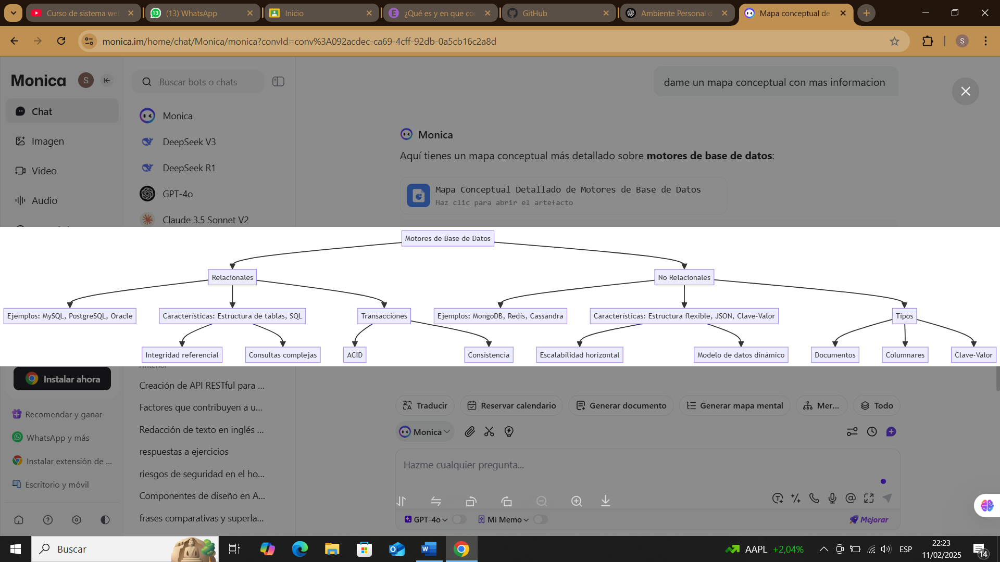 Curso de sistema we
(13) WhatsApp
Inicio
¿Qué es y en que co
GitHub
Ambiente Personal d
Mapa conceptual de
monica.im/home/chat/Monica/monica?convId=conv%3A092acdec-ca69-4cff-92db-0a5cb16c2a8d
S
Monica
S
Buscar bots o chats
dame un mapa conceptual con mas informacion
Chat
Imagen
Video
Audio
Monica
DeepSeek V3
DeepSeek R1
GPT-4o
Claude 3.5 Sonnet V2
Monica
Aquí tienes un mapa conceptual más detallado sobre motores de base de datos:
Mapa Conceptual Detallado de Motores de Base de Datos
Haz clic para abrir el artefacto
Motores de Base de Datos
Relacionales
No Relacionales
Ejemplos: MySQL, PostgreSQL, Oracle
Características: Estructura de tablas, SQL
Transacciones
Ejemplos: MongoDB, Redis, Cassandra
Características: Estructura flexible, JSON, Clave-Valor
Tipos
Integridad referencial
Consultas complejas
ACID
Consistencia
Escalabilidad horizontal
Modelo de datos dinámico
Documentos
Columnares
Clave-Valor
Instalar ahora
Recomendar y ganar
WhatsApp y más
Instalar extensión de ...
Escritorio y móvil
Anterior
Creación de API RESTful para ...
Factores que contribuyen a u...
Redacción de texto en inglés ...
respuestas a ejercicios
riesgos de seguridad en el ho...
Componentes de diseño en A...
frases comparativas y superla...
Traducir
Reservar calendario
Generar documento
Generar mapa mental
Mer...
Todo
Monica
Hazme cualquier pregunta...
GPT-4o
Mi Memo
Mejorar
Buscar
AAPL +2,04%
ESP
22:23
11/02/2025
14